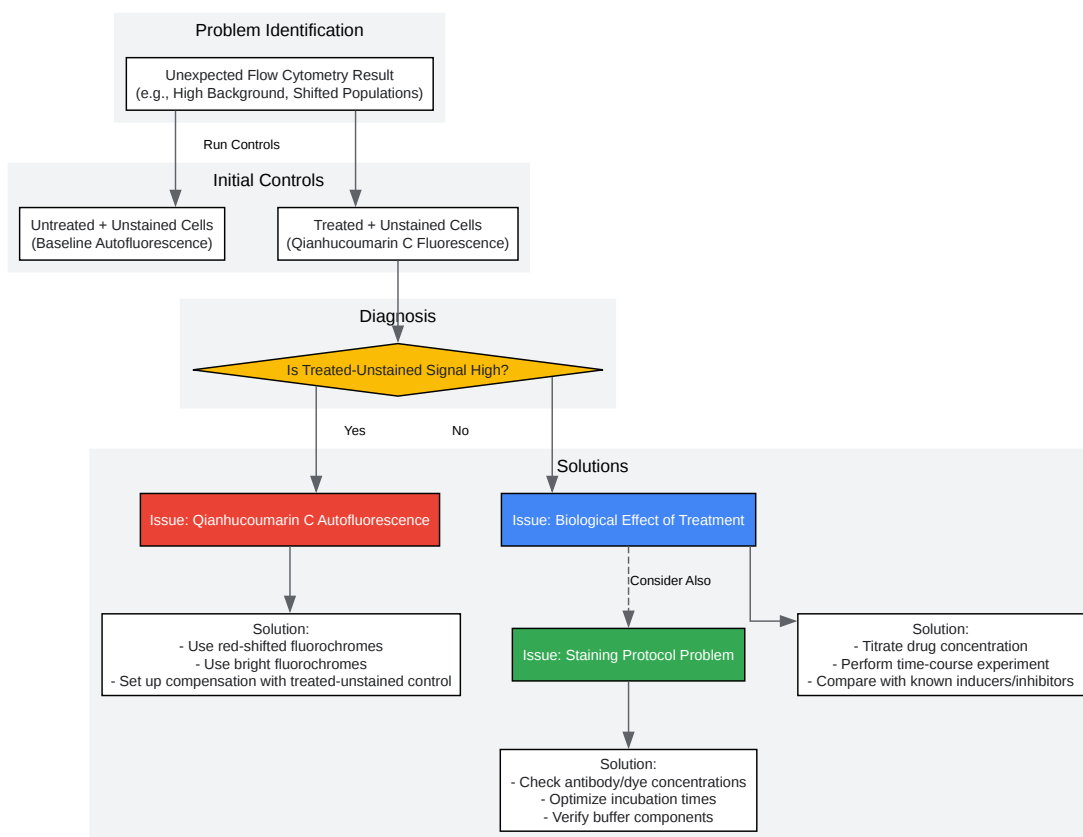 Problem Identification
Unexpected Flow Cytometry Result
(e.g., High Background, Shifted Populations)
Run Controls
Initial Controls
Untreated + Unstained Cells
(Baseline Autofluorescence)
Treated + Unstained Cells
(Qianhucoumarin C Fluorescence)
Diagnosis
Is Treated-Unstained Signal High?
Yes
No
Solutions
Issue: Qianhucoumarin C Autofluorescence
Issue: Biological Effect of Treatment
Consider Also
Solution:
- Use red-shifted fluorochromes
- Use bright fluorochromes
- Set up compensation with treated-unstained control
Issue: Staining Protocol Problem
Solution:
- Titrate drug concentration
- Perform time-course experiment
- Compare with known inducers/inhibitors
Solution:
- Check antibody/dye concentrations
- Optimize incubation times
- Verify buffer components